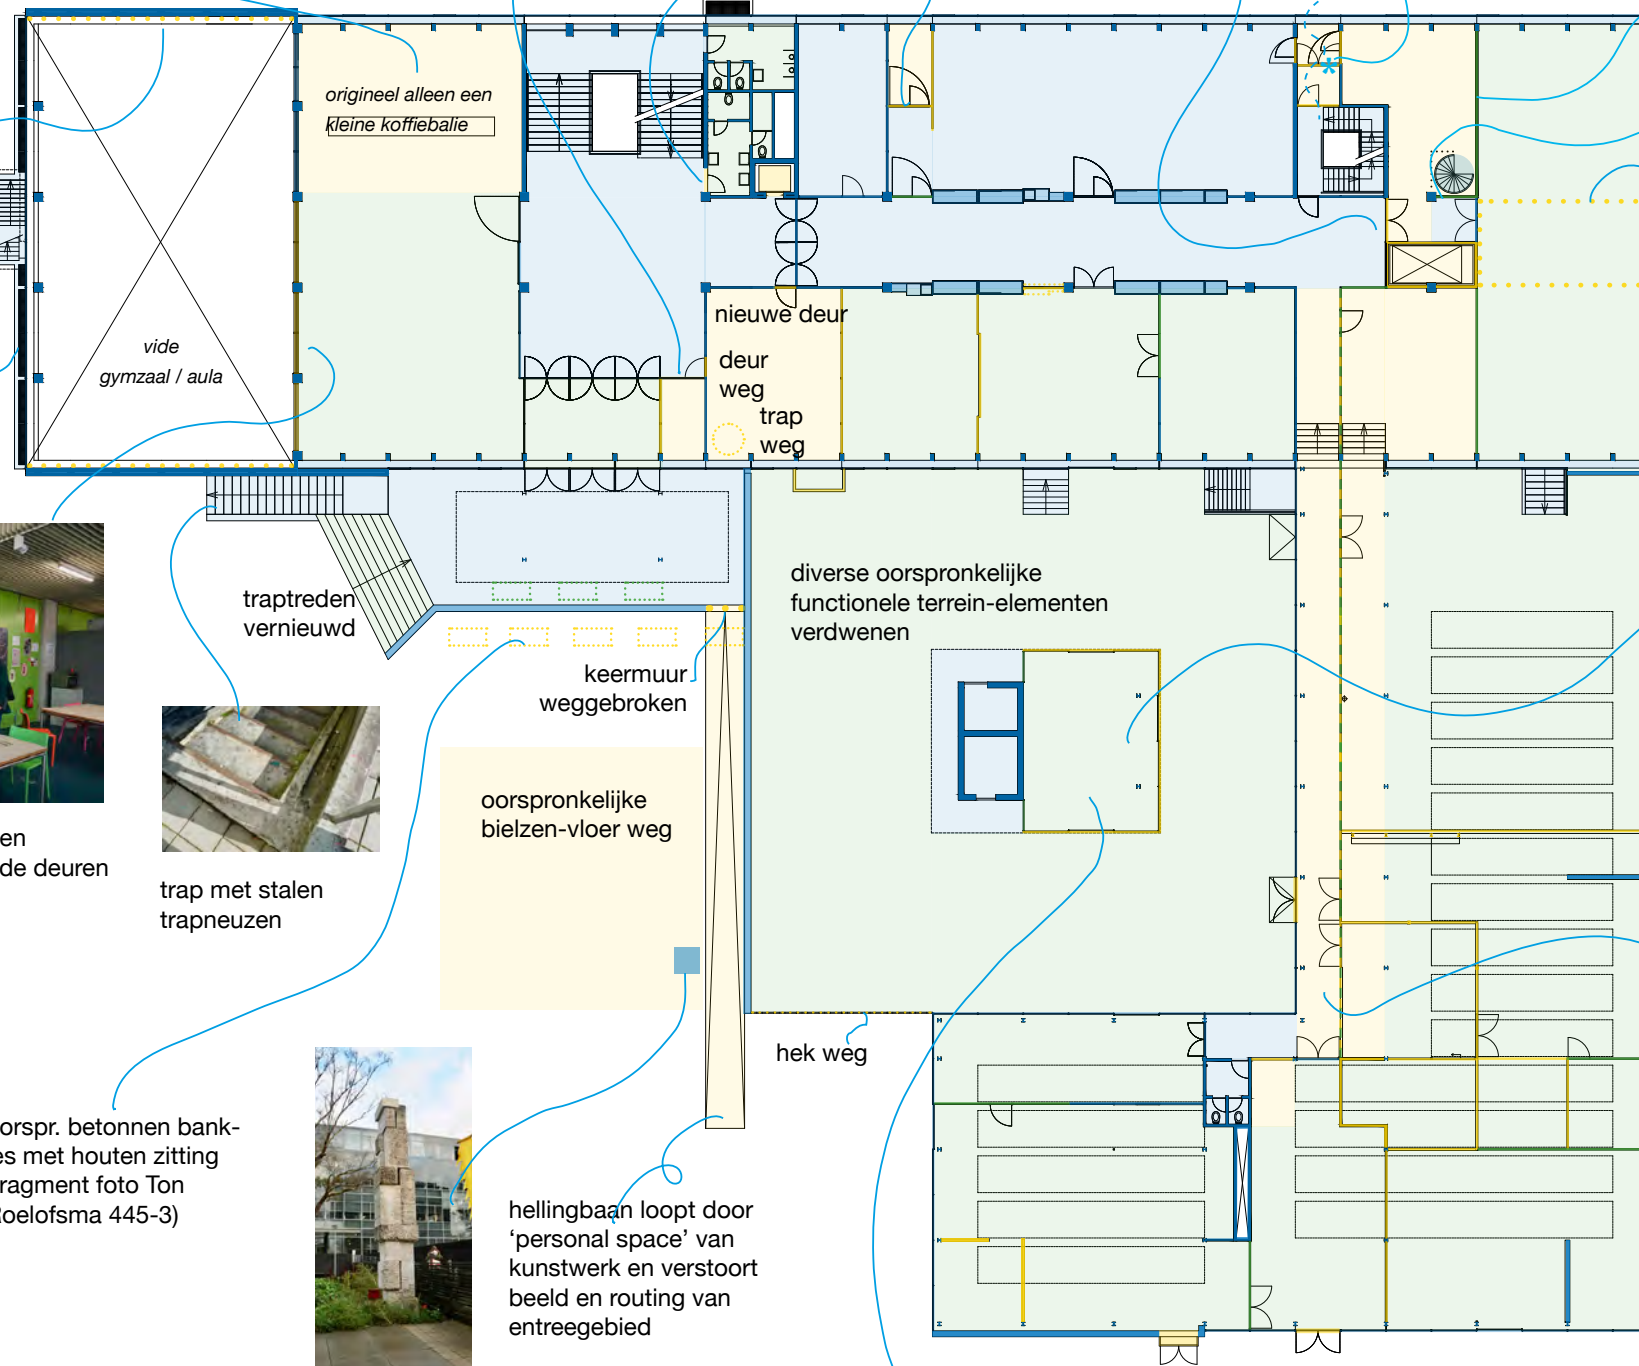 origineel alleen een
kleine koffiebalie
vide
gymzaal / aula
nieuwe deur
deur
weg
trap
weg
diverse oorspronkelijke
functionele terrein-elementen
verdwenen
traptreden
vernieuwd
keermuur
weggebroken
oorspronkelijke
bielzen-vloer weg
en
de deuren
trap met stalen
trapneuzen
hek weg
orspr. betonnen bank-
es met houten zitting
ragment foto Ton
Roelofsma 445-3)
hellingbaan loopt door
‘personal space’ van
kunstwerk en verstoort
beeld en routing van
entreegebied